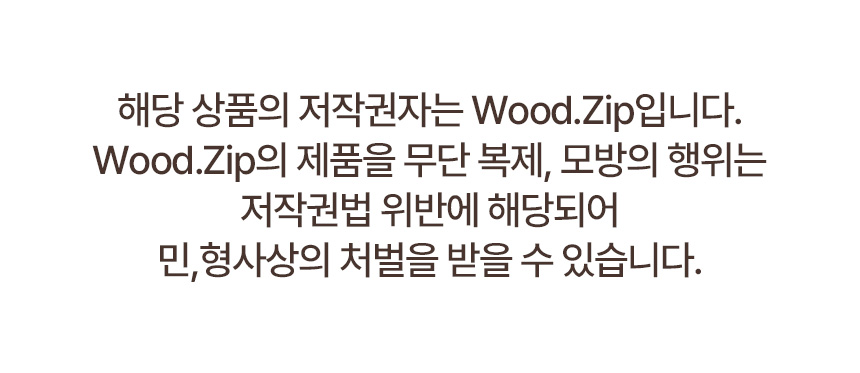 해당 상품의 저작권자는 Wood.Zip입니다.
Wood.Zip의 제품을 무단 복제, 모방의 행위는
저작권법 위반에 해당되어
민,형사상의 처벌을 받을 수 있습니다.